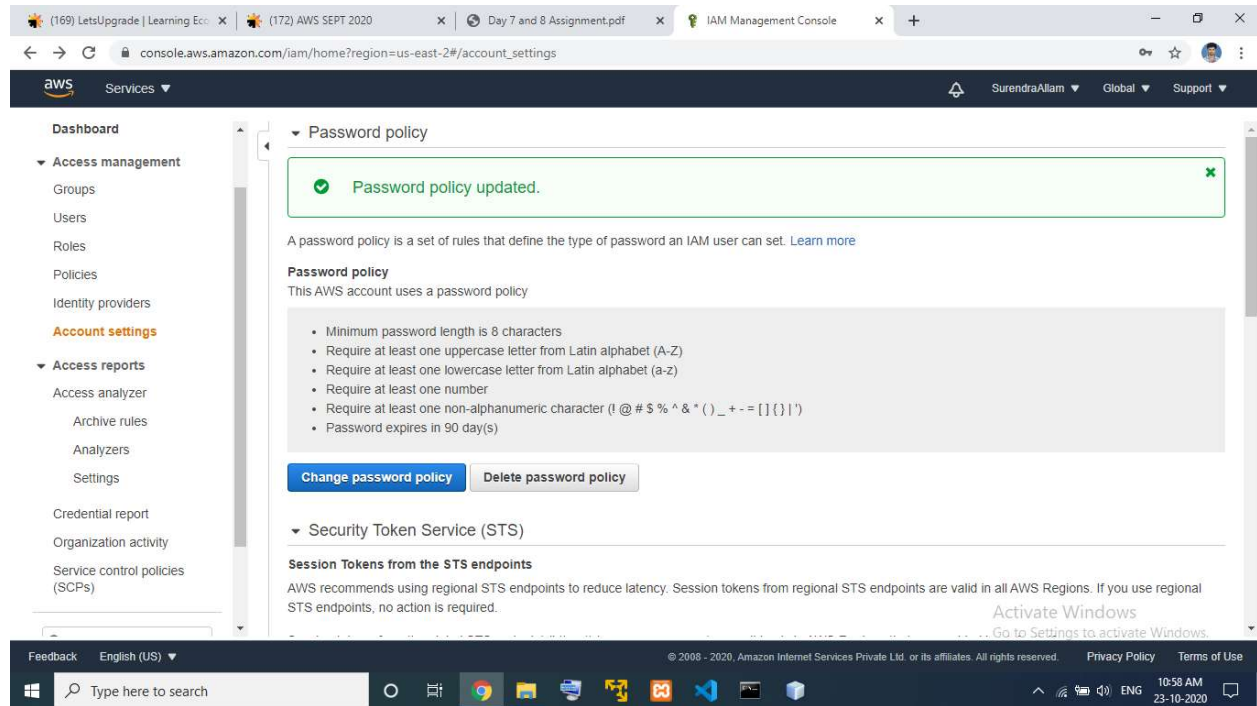 (169) LetsUpgrade | Learning Eco
(172) AWS SEPT 2020
Day 7 and 8 Assignment.pdf
IAM Management Console
console.aws.amazon.com/iam/home?region=us-east-2#/account_settings
aws
Services
SurendraAllam
Global
Support
Dashboard
Access management
Groups
Users
Roles
Policies
Identity providers
Account settings
Access reports
Access analyzer
Archive rules
Analyzers
Settings
Credential report
Organization activity
Service control policies
(SCPs)
Password policy
Password policy updated.
A password policy is a set of rules that define the type of password an IAM user can set. Learn more
Password policy
This AWS account uses a password policy
• Minimum password length is 8 characters
• Require at least one uppercase letter from Latin alphabet (A-Z)
• Require at least one lowercase letter from Latin alphabet (a-z)
• Require at least one number
• Require at least one non-alphanumeric character (! @ # $ % ^ & * ( ) _ + - = [ ] { } | ')
• Password expires in 90 day(s)
Change password policy
Delete password policy
Security Token Service (STS)
Session Tokens from the STS endpoints
AWS recommends using regional STS endpoints to reduce latency. Session tokens from regional STS endpoints are valid in all AWS Regions. If you use regional
STS endpoints, no action is required.
Activate Windows
Go to Settings to activate Windows.
Feedback
English (US)
© 2008 - 2020, Amazon Internet Services Private Ltd. or its affiliates. All rights reserved.
Privacy Policy
Terms of Use
Type here to search
ENG
10:58 AM
23-10-2020